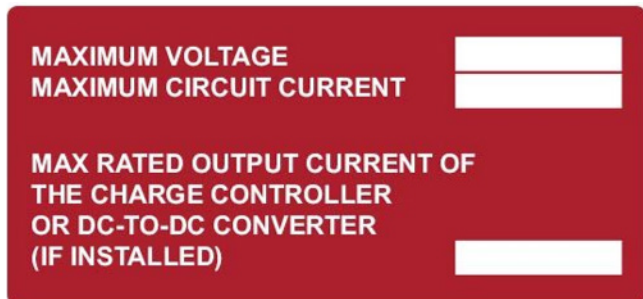 MAXIMUM VOLTAGE
MAXIMUM CIRCUIT CURRENT
MAX RATED OUTPUT CURRENT OF
THE CHARGE CONTROLLER
OR DC-TO-DC CONVERTER
(IF INSTALLED)